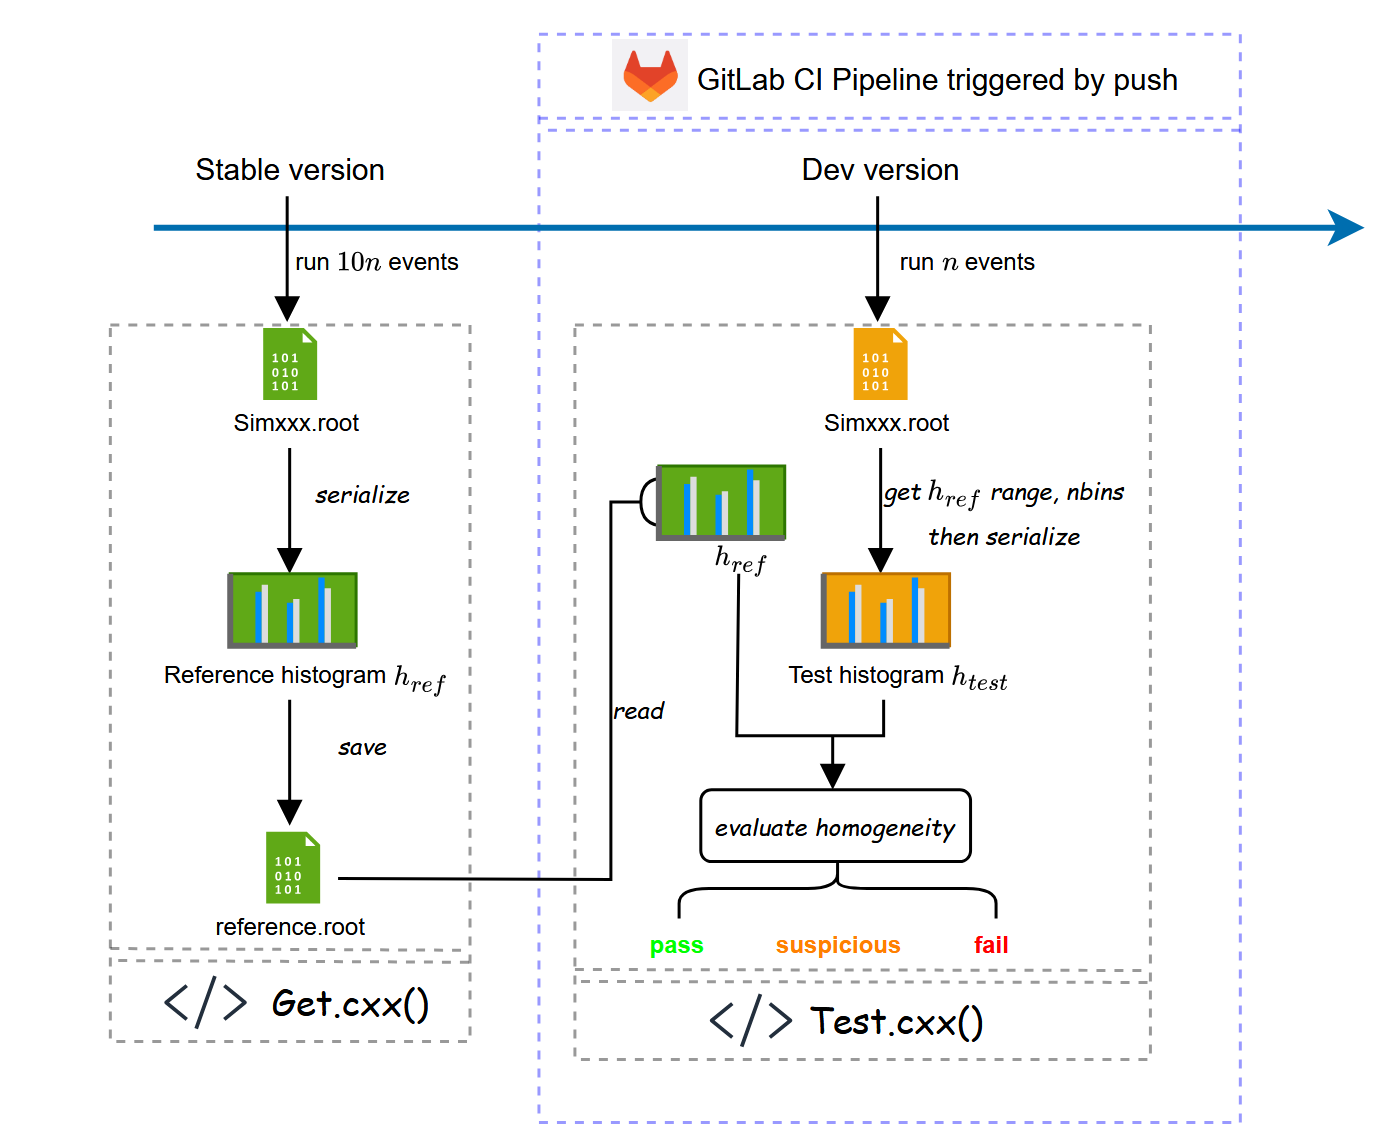 GitLab CI Pipeline triggered by push
Stable version
Dev version
run 10n events
run n events
101
010
101
Simxxx.root
101
010
101
Simxxx.root
serialize
get h_ref range, nbins
then serialize
h_ref
Reference histogram h_ref
Test histogram h_test
read
save
evaluate homogeneity
101
010
101
reference.root
pass
suspicious
fail
</> Get.cxx()
</> Test.cxx()